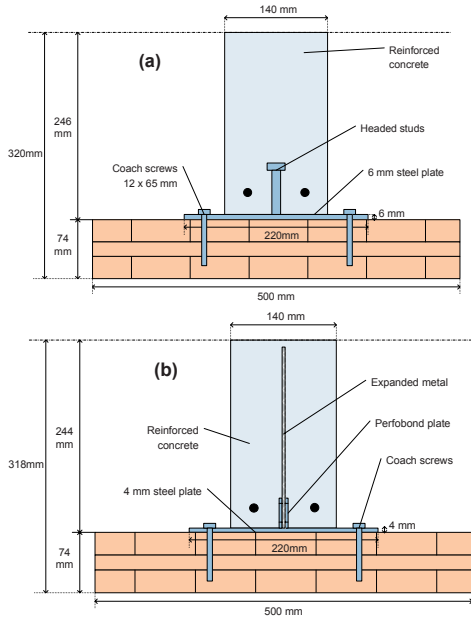 140 mm
(a)
Reinforced
concrete
246
mm
320mm
Headed studs
Coach screws
12 x 65 mm
6 mm steel plate
6 mm
74
mm
220mm
500 mm
140 mm
(b)
Expanded metal
244
mm
Reinforced
concrete
Perfobond plate
318mm
Coach screws
4 mm steel plate
4 mm
74
mm
220mm
500 mm